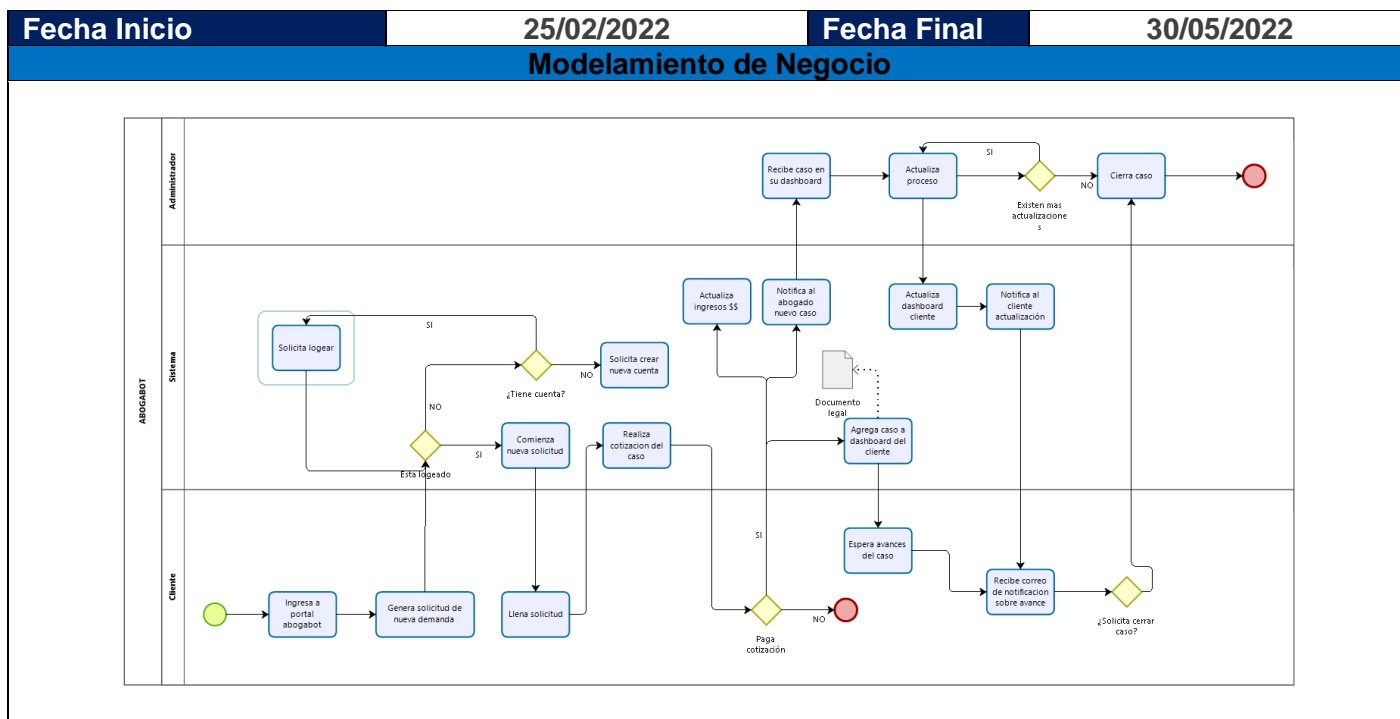 Fecha Inicio 25/02/2022 Fecha Final 30/05/2022
Modelamiento de Negocio
ABOGABOT
Administrador
Recibe caso en
su dashboard
Actualiza
proceso
SI
Existen mas
actualizacione
s
NO
Cierra caso
Sistema
Solicita logear
SI
¿Tiene cuenta?
NO
Solicita crear
nueva cuenta
NO
Esta logeado
SI
Comienza
nueva solicitud
Realiza
cotizacion del
caso
Actualiza
ingresos $$
Notifica al
abogado
nuevo caso
Documento
legal
Agrega caso a
dashboard del
cliente
Actualiza
dashboard
cliente
Notifica al
cliente
actualización
Cliente
Ingresa a
portal
abogabot
Genera solicitud de
nueva demanda
Llena solicitud
SI
Paga
cotización
NO
Espera avances
del caso
Recibe correo
de notificacion
sobre avance
¿Solicita cerrar
caso?